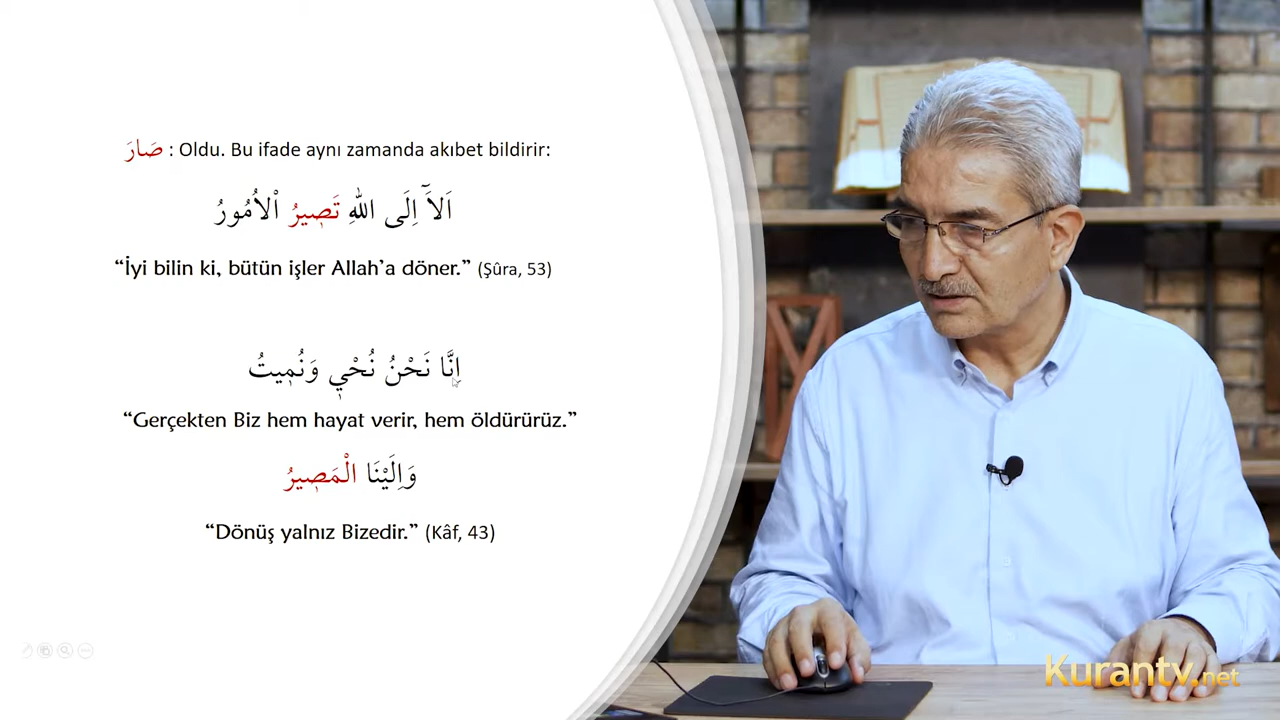 صَارَ : Oldu. Bu ifade aynı zamanda akıbet bildirir:
اَلَٓا اِلَى اللّٰهِ تَصٖيرُ الْاُمُورُ
“İyi bilin ki, bütün işler Allah’a döner.” (Şûra, 53)
اِنَّا نَحْنُ نُحْيٖ وَنُمٖيتُ
“Gerçekten Biz hem hayat verir, hem öldürürüz.”
وَاِلَيْنَا الْمَصٖيرُ
“Dönüş yalnız Bizedir.” (Kâf, 43)
Kurantv.net